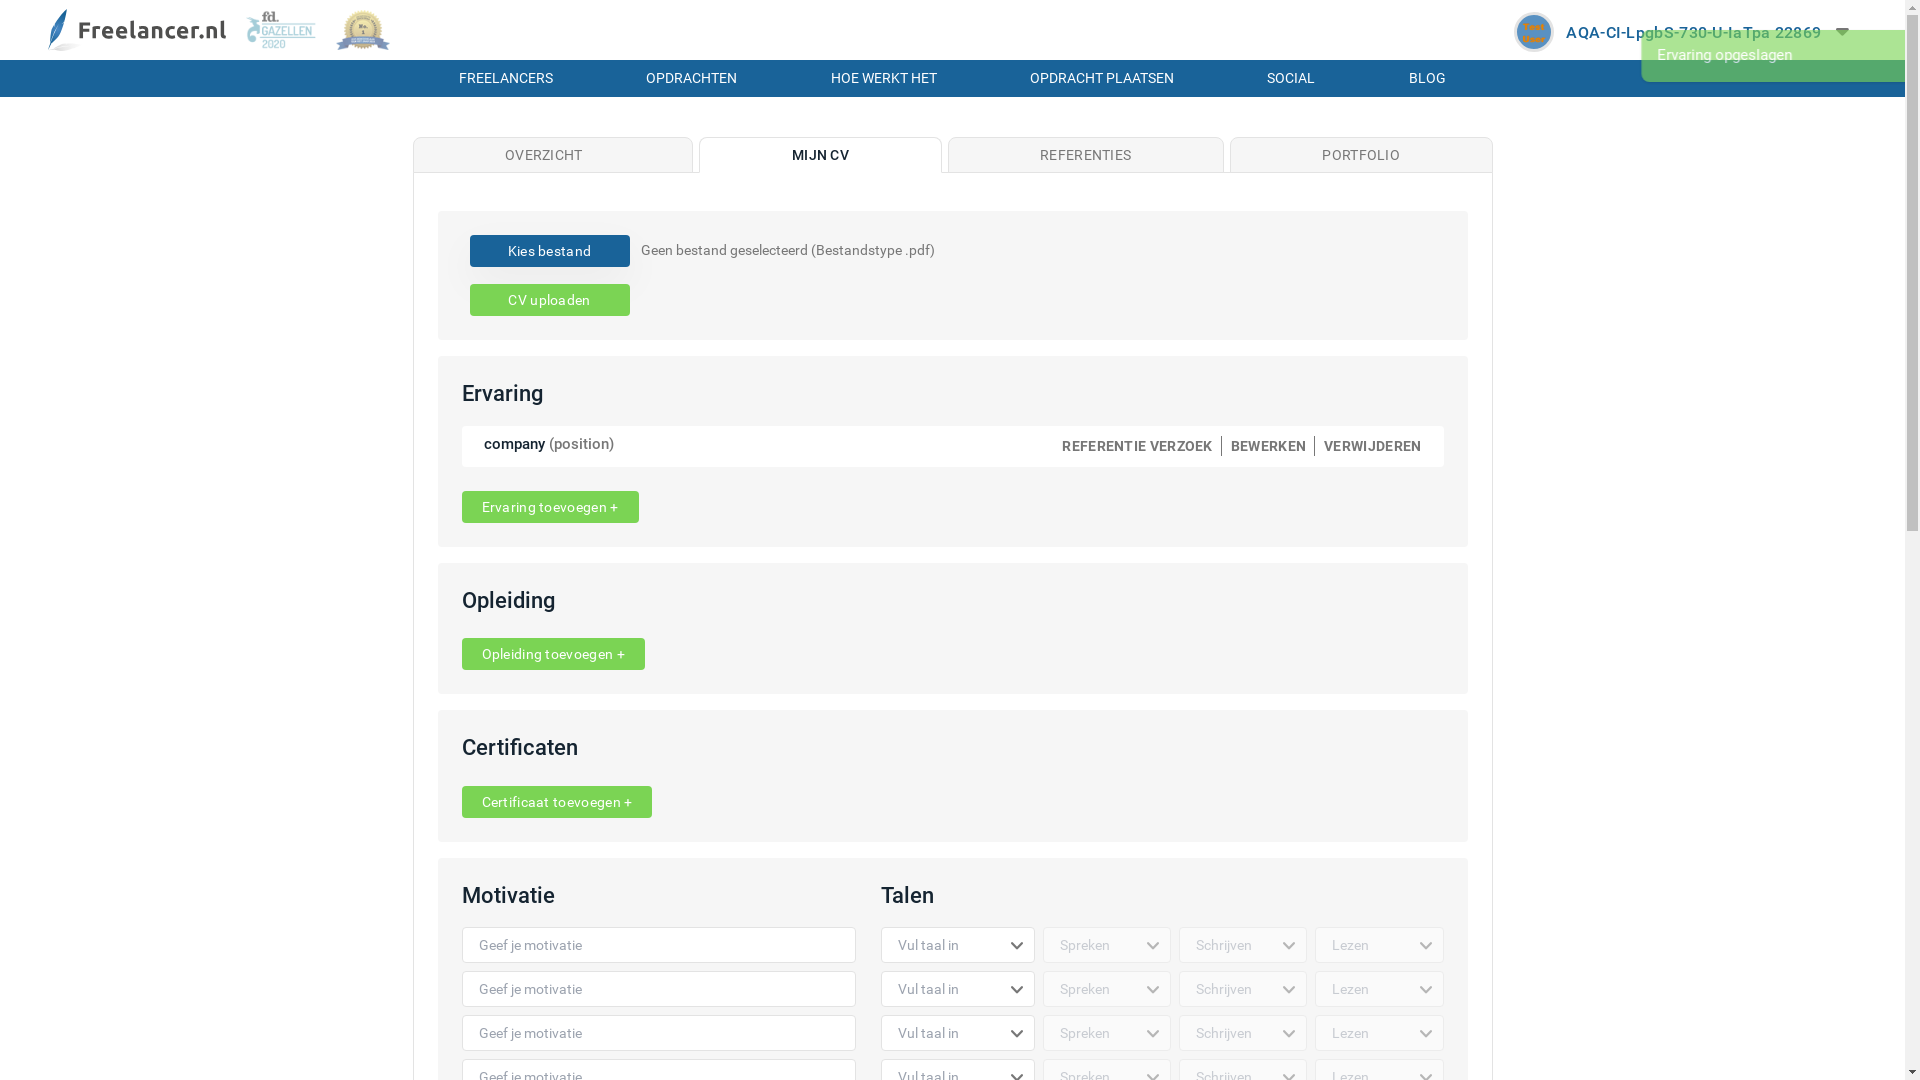 Freelancer.nl
fd.
GAZELLEN
2020
No.
1
Test
User
AQA-CI-LpgbS-730-U-IaTpa 22869
Ervaring opgeslagen
FREELANCERS
OPDRACHTEN
HOE WERKT HET
OPDRACHT PLAATSEN
SOCIAL
BLOG
OVERZICHT
MIJN CV
REFERENTIES
PORTFOLIO
Kies bestand
Geen bestand geselecteerd (Bestandstype .pdf)
CV uploaden
Ervaring
company (position)
REFERENTIE VERZOEK
BEWERKEN
VERWIJDEREN
Ervaring toevoegen +
Opleiding
Opleiding toevoegen +
Certificaten
Certificaat toevoegen +
Motivatie
Talen
Geef je motivatie
Vul taal in
Spreken
Schrijven
Lezen
Geef je motivatie
Vul taal in
Spreken
Schrijven
Lezen
Geef je motivatie
Vul taal in
Spreken
Schrijven
Lezen
Geef je motivatie
Vul taal in
Spreken
Schrijven
Lezen